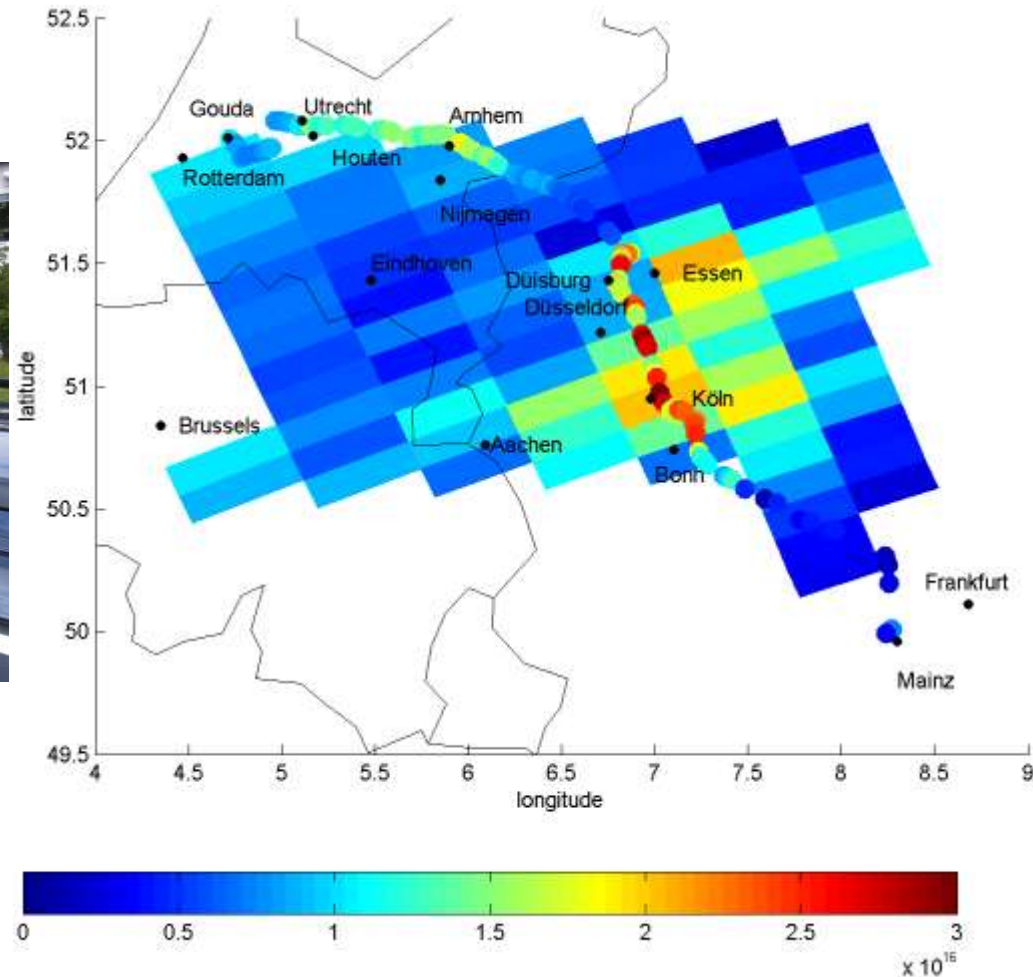 52.5
Gouda
Utrecht
Arnhem
52
Houten
Rotterdam
Nijmegen
51.5
Eindhoven
Essen
Düisburg
Düsseldorf
latitude
51
Köln
Brussels
Aachen
Bonh
50.5
Frankfurt
50
Mainz
49.5
4 4.5 5 5.5 6 6.5 7 7.5 8 8.5 9
longitude
0 0.5 1 1.5 2 2.5 3
x 10^16